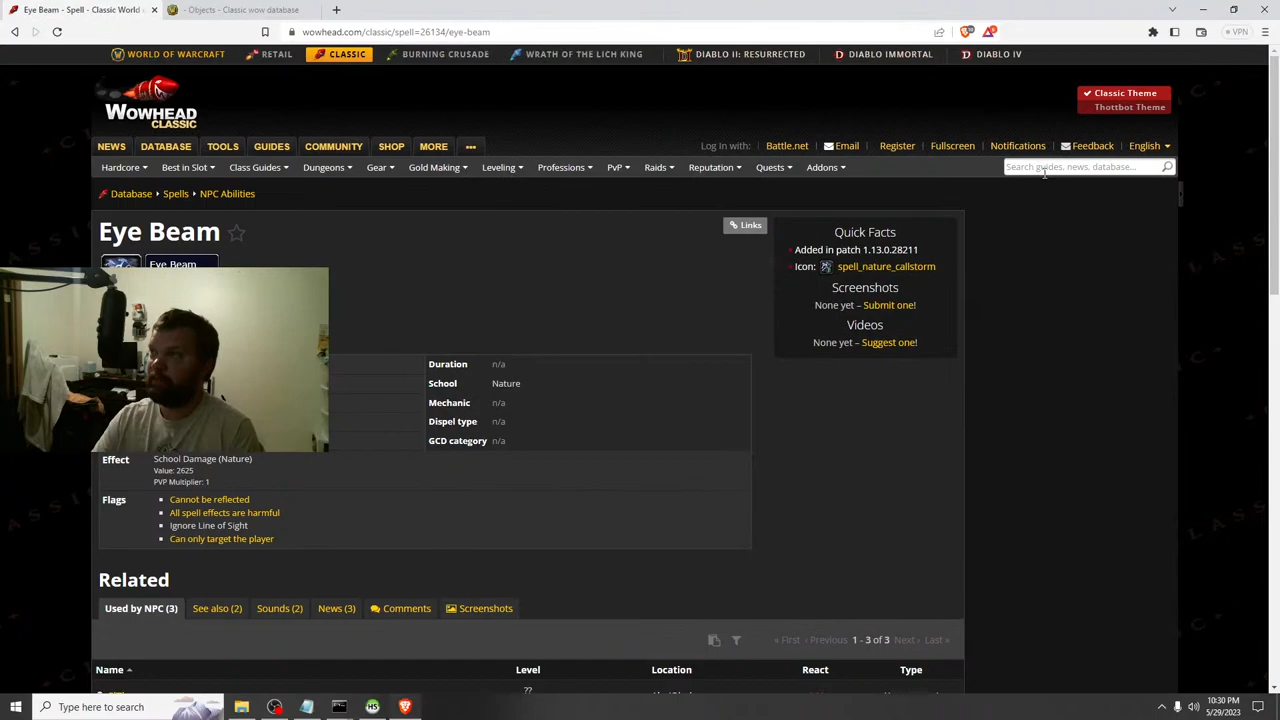 Eye Beam - Spell - Classic World
- Objects - Classic wow database
wowhead.com/classic/spell=26134/eye-beam
VPN
WORLD OF WARCRAFT
RETAIL
CLASSIC
BURNING CRUSADE
WRATH OF THE LICH KING
DIABLO II: RESURRECTED
DIABLO IMMORTAL
DIABLO IV
WOWHEAD
CLASSIC
Classic Theme
Thottbot Theme
NEWS
DATABASE
TOOLS
GUIDES
COMMUNITY
SHOP
MORE
...
Log in with:
Battle.net
Email
Register
Fullscreen
Notifications
Feedback
English
Hardcore
Best in Slot
Class Guides
Dungeons
Gear
Gold Making
Leveling
Professions
PvP
Raids
Reputation
Quests
Addons
Search guides, news, database...
Database
Spells
NPC Abilities
Eye Beam
Links
Eye Beam
Quick Facts
Added in patch 1.13.0.28211
Icon: spell_nature_callstorm
Screenshots
None yet – Submit one!
Videos
None yet – Suggest one!
Duration n/a
School Nature
Mechanic n/a
Dispel type n/a
GCD category n/a
Effect School Damage (Nature)
Value: 2625
PVP Multiplier: 1
Flags
Cannot be reflected
All spell effects are harmful
Ignore Line of Sight
Can only target the player
Related
Used by NPC (3)
See also (2)
Sounds (2)
News (3)
Comments
Screenshots
« First ‹ Previous 1 - 3 of 3 Next › Last »
Name
Level
Location
React
Type
??
Type here to search
10:30 PM
5/29/2023